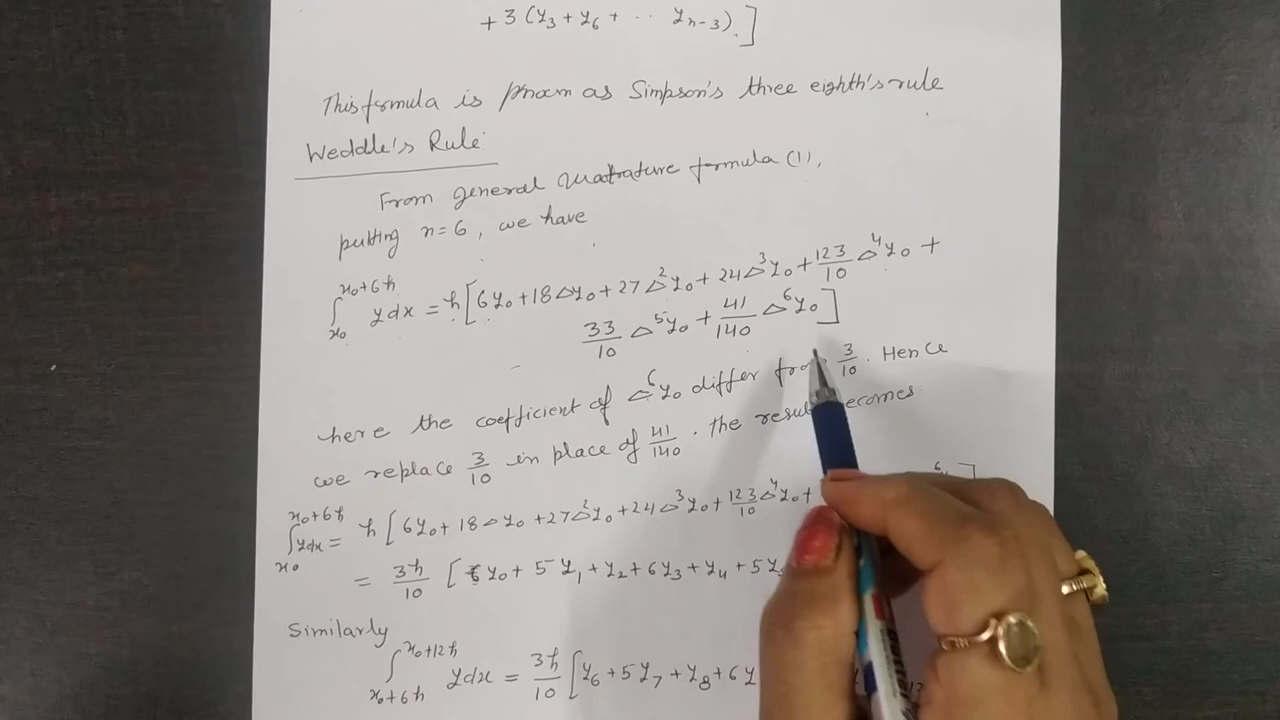 + 3 (y₃ + y₆ + ·· yₙ₋₃).]
This formula is known as Simpson's three eighth's rule
Weddle's Rule:
From general Quadrature formula (1),
putting n=6, we have
∫_{x₀}^{x₀+6h} y dx = h[6y₀ + 18Δy₀ + 27Δ²y₀ + 24Δ³y₀ + 123/10 Δ⁴y₀ +
33/10 Δ⁵y₀ + 41/140 Δ⁶y₀]
here the coefficient of Δ⁶y₀ differ from 3/10. Hence
we replace 3/10 in place of 41/140. the result becomes
∫_{x₀}^{x₀+6h} y dx = h[6y₀ + 18Δy₀ + 27Δ²y₀ + 24Δ³y₀ + 123/10 Δ⁴y₀ + ]
= 3h/10 [y₀ + 5y₁ + y₂ + 6y₃ + y₄ + 5y₅
Similarly
∫_{x₀+6h}^{x₀+12h} y dx = 3h/10 [y₆ + 5y₇ + y₈ + 6y